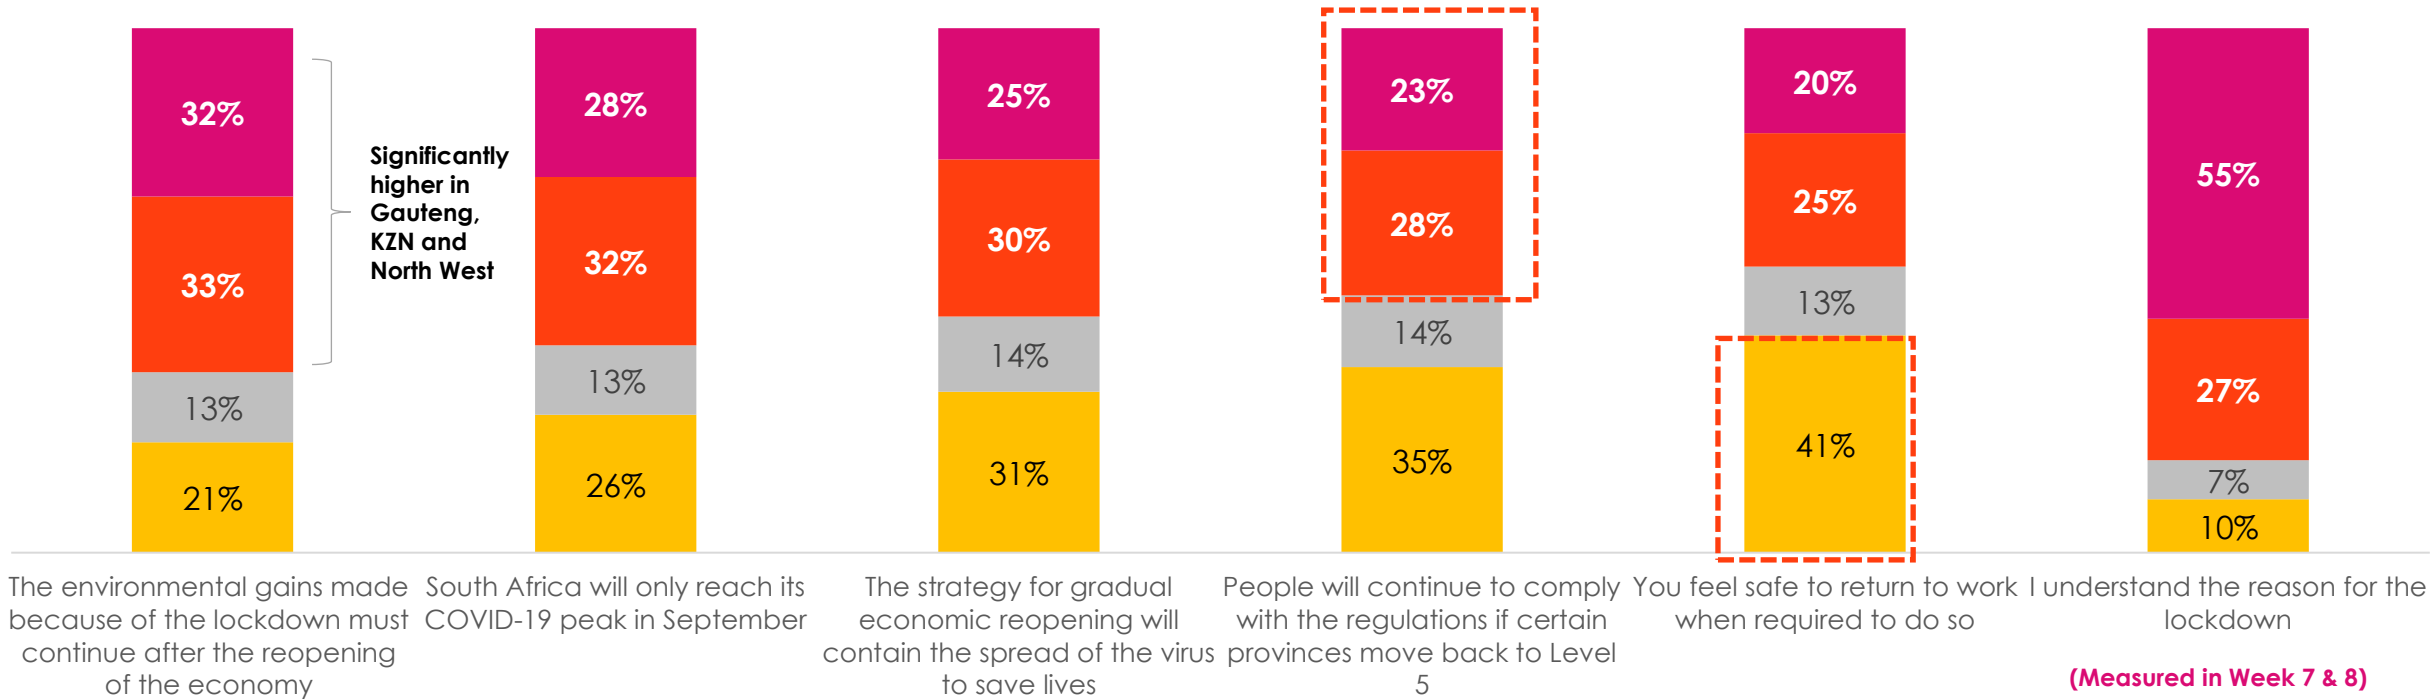 32%
33%
13%
21%
Significantly
higher in
Gauteng,
KZN and
North West
28%
32%
13%
26%
25%
30%
14%
31%
23%
28%
14%
35%
20%
25%
13%
41%
55%
27%
7%
10%
The environmental gains made
because of the lockdown must
continue after the reopening
of the economy
South Africa will only reach its
COVID-19 peak in September
The strategy for gradual
economic reopening will
contain the spread of the virus
to save lives
People will continue to comply
with the regulations if certain
provinces move back to Level
5
You feel safe to return to work
when required to do so
I understand the reason for the
lockdown
(Measured in Week 7 & 8)